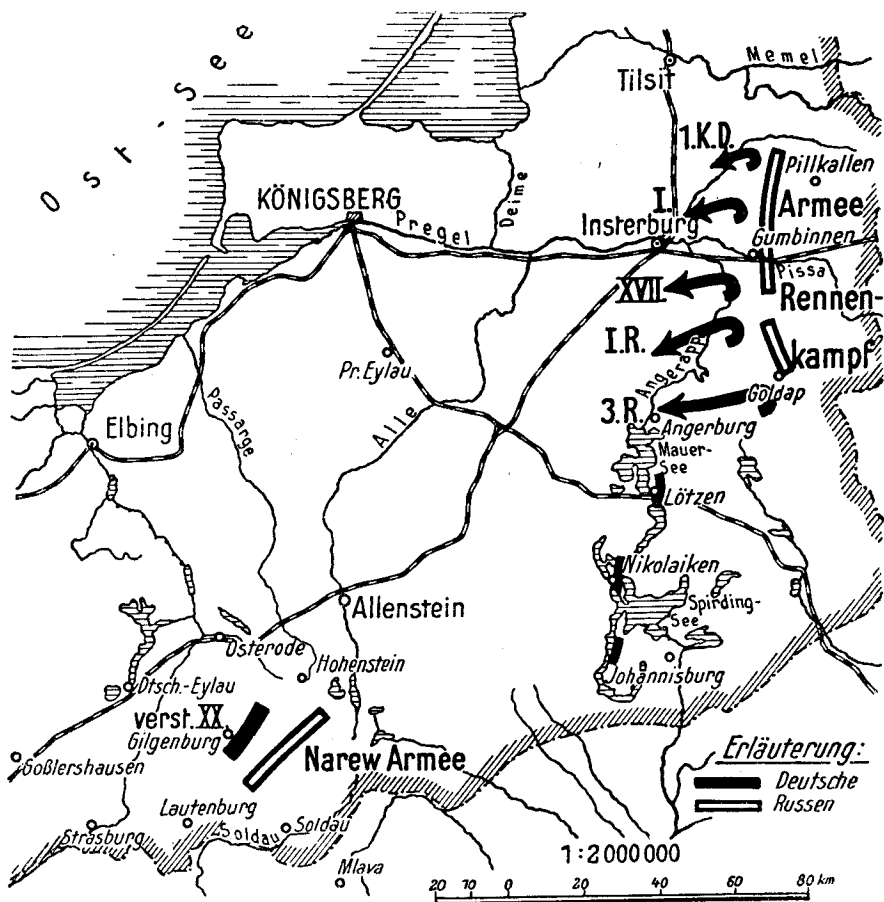 Ost-See
Memel
Tilsit
1.K.D.
Pillkallen
Armee
KÖNIGSBERG
Pregel
Deime
I.
Insterburg
Gumbinnen
Pissa
XVII.
Rennen-
I.R.
kampf
Pr. Eylau
Angerapp
Goldap
3.R.
Angerburg
Elbing
Passarge
Alle
Mauer-
See
Lötzen
Nikolaiken
Allenstein
Spirding-
See
Osterode
Hohenstein
Johannisburg
Dtsch.-Eylau
verst. XX.
Gilgenburg
Goßlershausen
Narew Armee
Erläuterung:
Deutsche
Russen
Lautenburg
Strasburg
Soldau
Soldau
Mlava
1:2000000
20 10 0 20 40 60 80 km